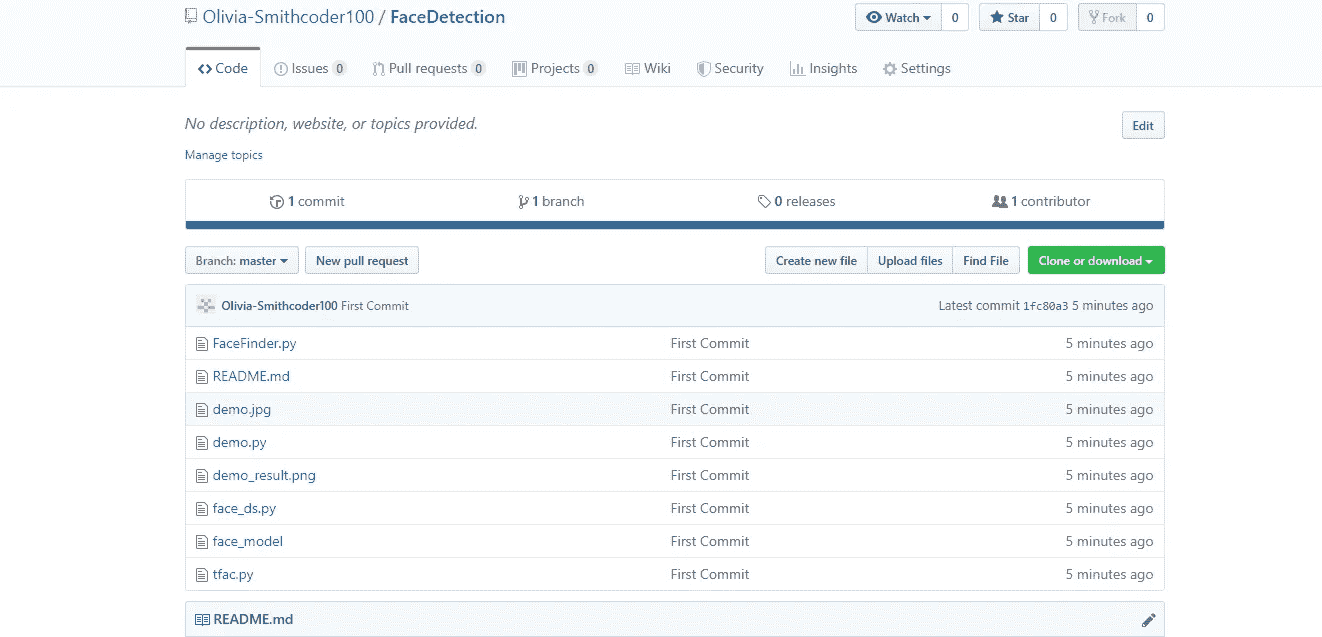 Olivia-Smithcoder100 / FaceDetection Watch 0 Star 0 Fork 0
Code Issues 0 Pull requests 0 Projects 0 Wiki Security Insights Settings
No description, website, or topics provided. Edit
Manage topics
1 commit 1 branch 0 releases 1 contributor
Branch: master New pull request Create new file Upload files Find File Clone or download
Olivia-Smithcoder100 First Commit Latest commit 1fc80a3 5 minutes ago
FaceFinder.py First Commit 5 minutes ago
README.md First Commit 5 minutes ago
demo.jpg First Commit 5 minutes ago
demo.py First Commit 5 minutes ago
demo_result.png First Commit 5 minutes ago
face_ds.py First Commit 5 minutes ago
face_model First Commit 5 minutes ago
tfac.py First Commit 5 minutes ago
README.md